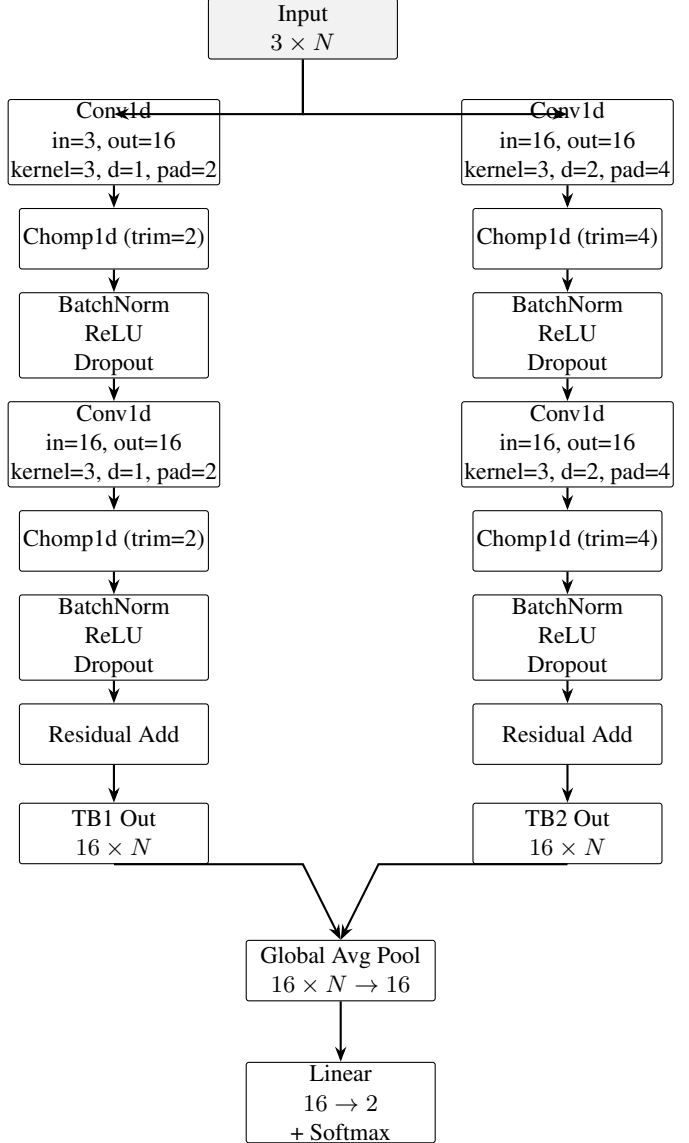 Input
3 × N
Conv1d
in=3, out=16
kernel=3, d=1, pad=2
Chomp1d (trim=2)
BatchNorm
ReLU
Dropout
Conv1d
in=16, out=16
kernel=3, d=1, pad=2
Chomp1d (trim=2)
BatchNorm
ReLU
Dropout
Residual Add
TB1 Out
16 × N
Conv1d
in=16, out=16
kernel=3, d=2, pad=4
Chomp1d (trim=4)
BatchNorm
ReLU
Dropout
Conv1d
in=16, out=16
kernel=3, d=2, pad=4
Chomp1d (trim=4)
BatchNorm
ReLU
Dropout
Residual Add
TB2 Out
16 × N
Global Avg Pool
16 × N → 16
Linear
16 → 2
+ Softmax